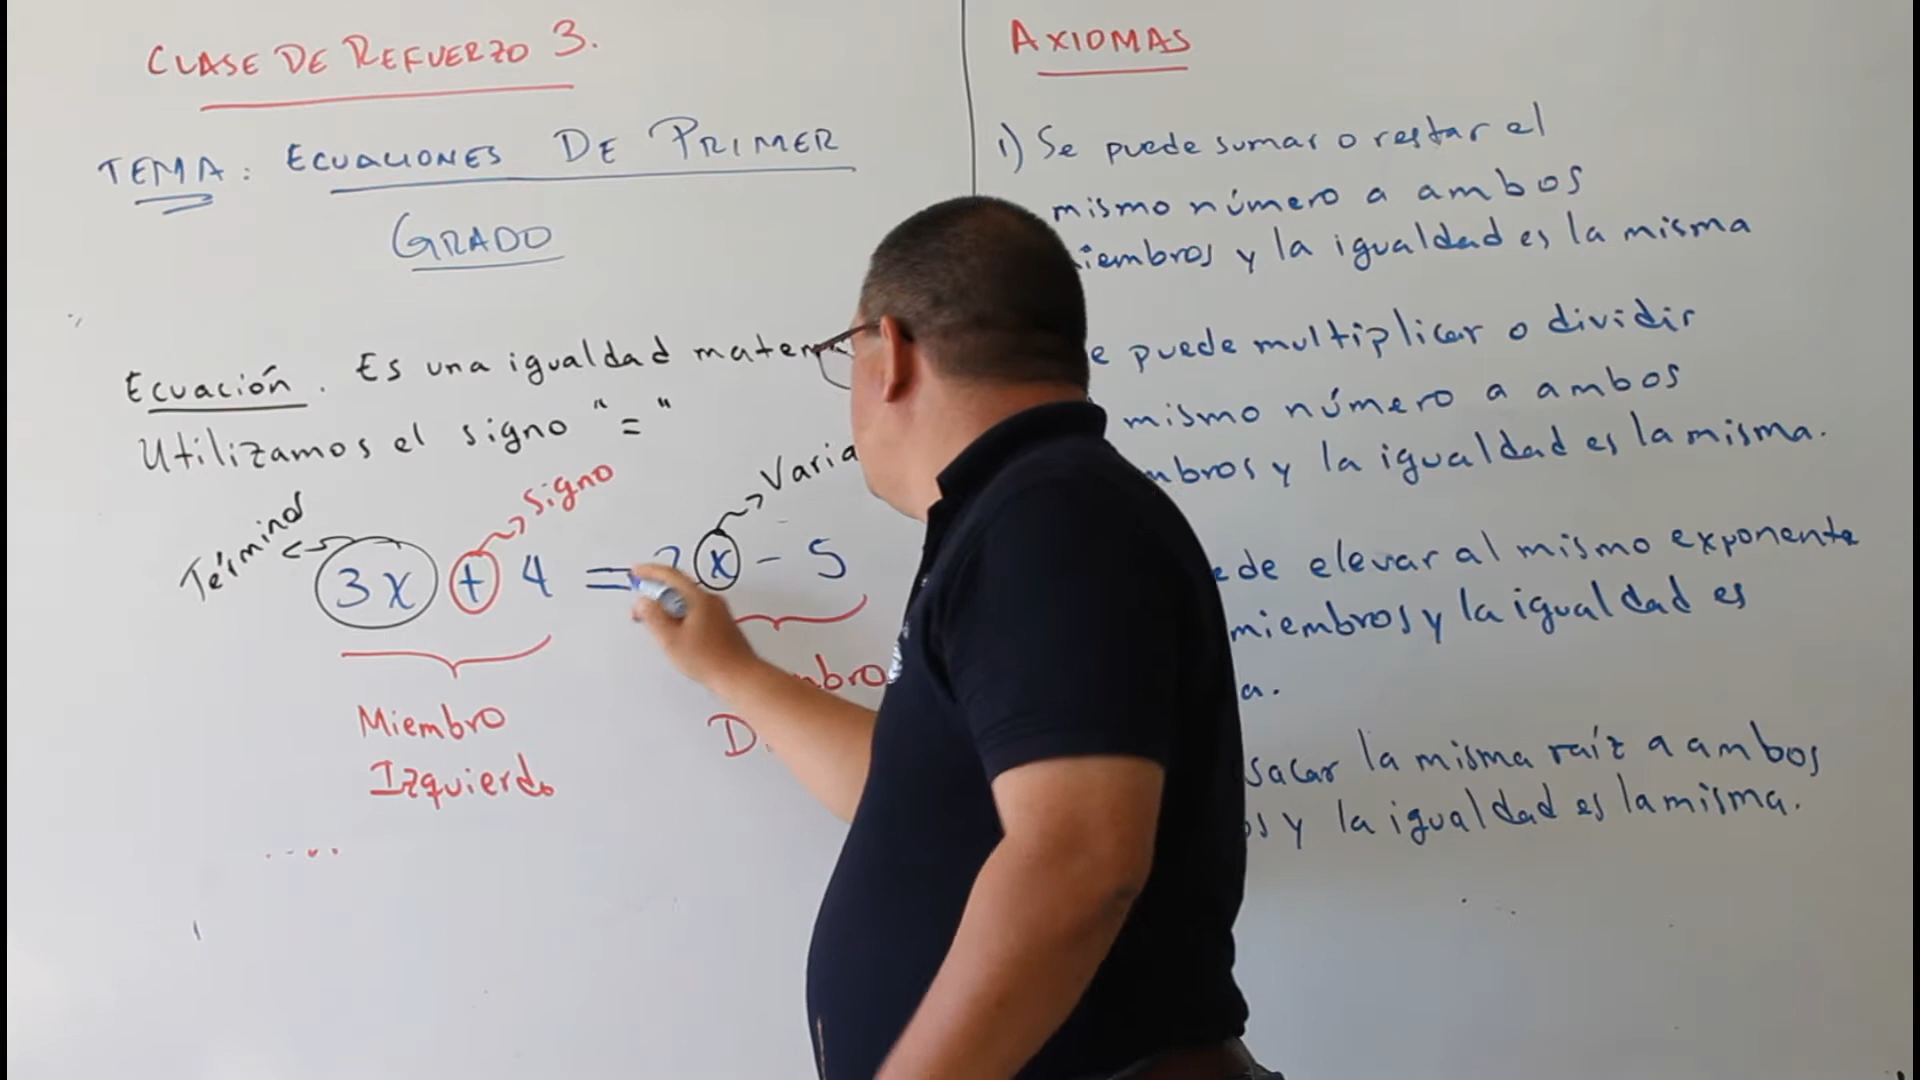 CLASE DE REFUERZO 3.
TEMA: ECUACIONES DE PRIMER
GRADO
Ecuación. Es una igualdad
Utilizamos el signo "="
Término
signo
3x + 4 = x - 5
Miembro
Izquierdo
AXIOMAS
1) Se puede sumar o restar el
mismo número a ambos
y la igualdad es la misma
puede multiplicar o dividir
mismo número a ambos
y la igualdad es la misma.
elevar al mismo exponente
miembros y la igualdad es
sacar la misma raíz a ambos
y la igualdad es la misma.